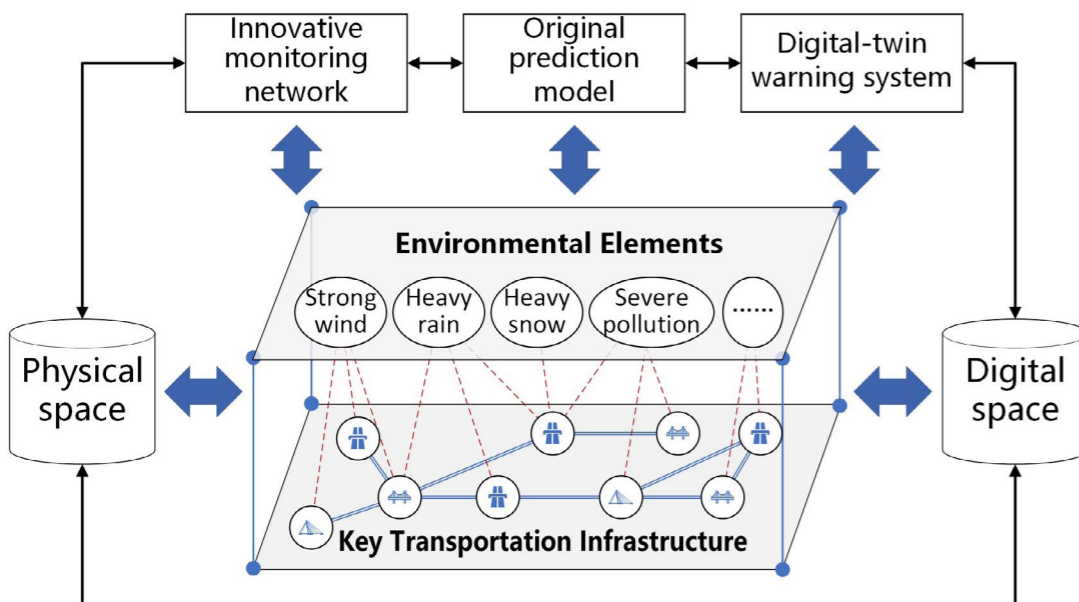 Innovative
monitoring
network
Original
prediction
model
Digital-twin
warning system
Environmental Elements
Strong
wind
Heavy
rain
Heavy
snow
Severe
pollution
......
Physical
space
Digital
space
Key Transportation Infrastructure